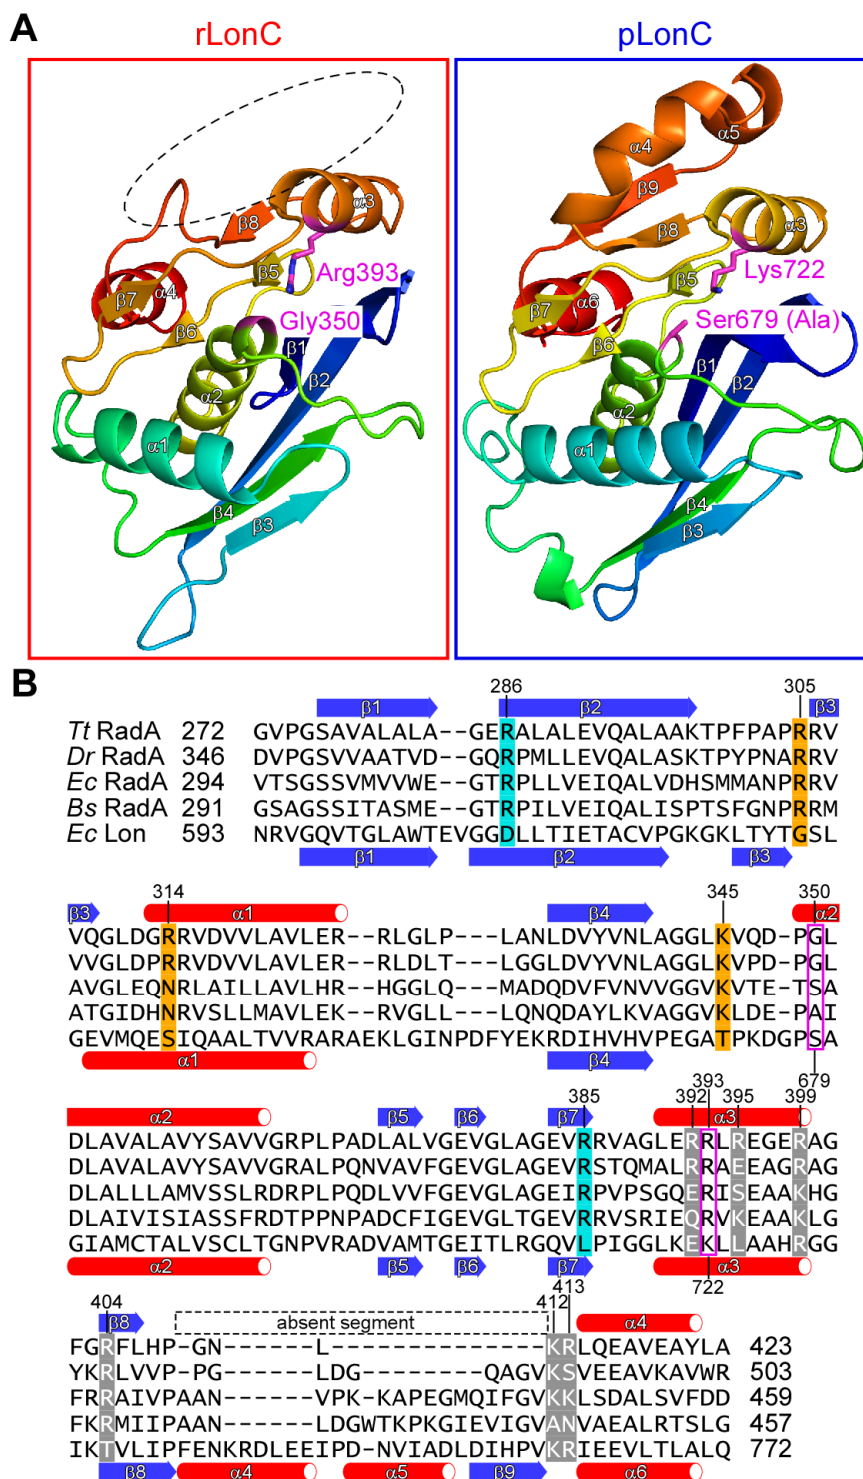 A
rLonC
pLonC
α5
α4
β9
α3
β8
β5
Arg393
β7
α4
β6
Gly350
β1
β2
α2
α1
β4
β3
α3
β8
β5
Lys722
α6
β7
Ser679 (Ala)
β6
β1
β2
α2
α1
β4
β3
B
286 305
β1 β2 β3
Tt RadA 272 GVPGSAVALALA--GERALALEVQALAAKTPFPAPRRV
Dr RadA 346 DVPGSVVAATVD--GQRPMLLEVQALASKTPYPNARRV
Ec RadA 294 VTSGSSVMVVWE--GTRPLLVEIQALVDHSMMANPRRV
Bs RadA 291 GSAGSSITASME--GTRPILVEIQALISPTSFGNPRRM
Ec Lon 593 NRVGQVTGLAWTEVGGDLLTIETACVPGKGKLTYTGSL
β1 β2 β3
314 345 350
β3 α1 β4 α2
VQGLDGRRVDVVLAVLER--RLGLP---LANLDVYVNLAGGLKVQD-PGL
VVGLDPRRVDVVLAVLER--RLDLT---LGGLDVYLNLAGGLKVPD-PGL
AVGLEQNRLAILLAVLHR--HGGLQ---MADQDVFVNVVGGVKVTE-TSA
ATGIDHNRVSLLMAVLEK--RVGLL---LQNQDAYLKVAGGVKLDE-PAI
GEVMQESIQAALTVVRARAEKLGINPDFYEKRDIHVHVPEGATPKDGPSA
α1 β4 679
385 392 393 395 399
α2 β5 β6 β7 α3
DLAVALAVYSAVVGRPLPADLALVGEVGLAGEVRRVAGLERRLREGERAG
DLAVALAVYSAVVGRALPQNVAVFGEVGLAGEVRSTQMALRRAEEAGRAG
DLALLLAMVSSLRDRPLPQDLVVFGEVGLAGEIRPVPSGQERISEAAKHG
DLAIVISIASSFRDTPPNPADCFIGEVGLTGEVRRVSRIEQRVKEAAKLG
GIAMCTALVSCLTGNPVRADVAMTGEITLRGQVLPIGGLKEKLLAAHRGG
α2 β5 β6 β7 722 α3
404 412 413
β8 absent segment α4
FGRFLHP-GN------L--------------KRLQEAVEAYLA 423
YKRLVVP-PG------LDG--------QAGVKSVEEAVKAVWR 503
FRRAIVPAAN------VPK-KAPEGMQIFGVKKLSDALSVFDD 459
FKRMIIPAAN------LDGWTKPKGIEVIGVANVAEALRTSLG 457
IKTVLIPFENKRDLEEIPD-NVIADLDIHPVKRIEEVLTLALQ 772
β8 α4 α5 β9 α6